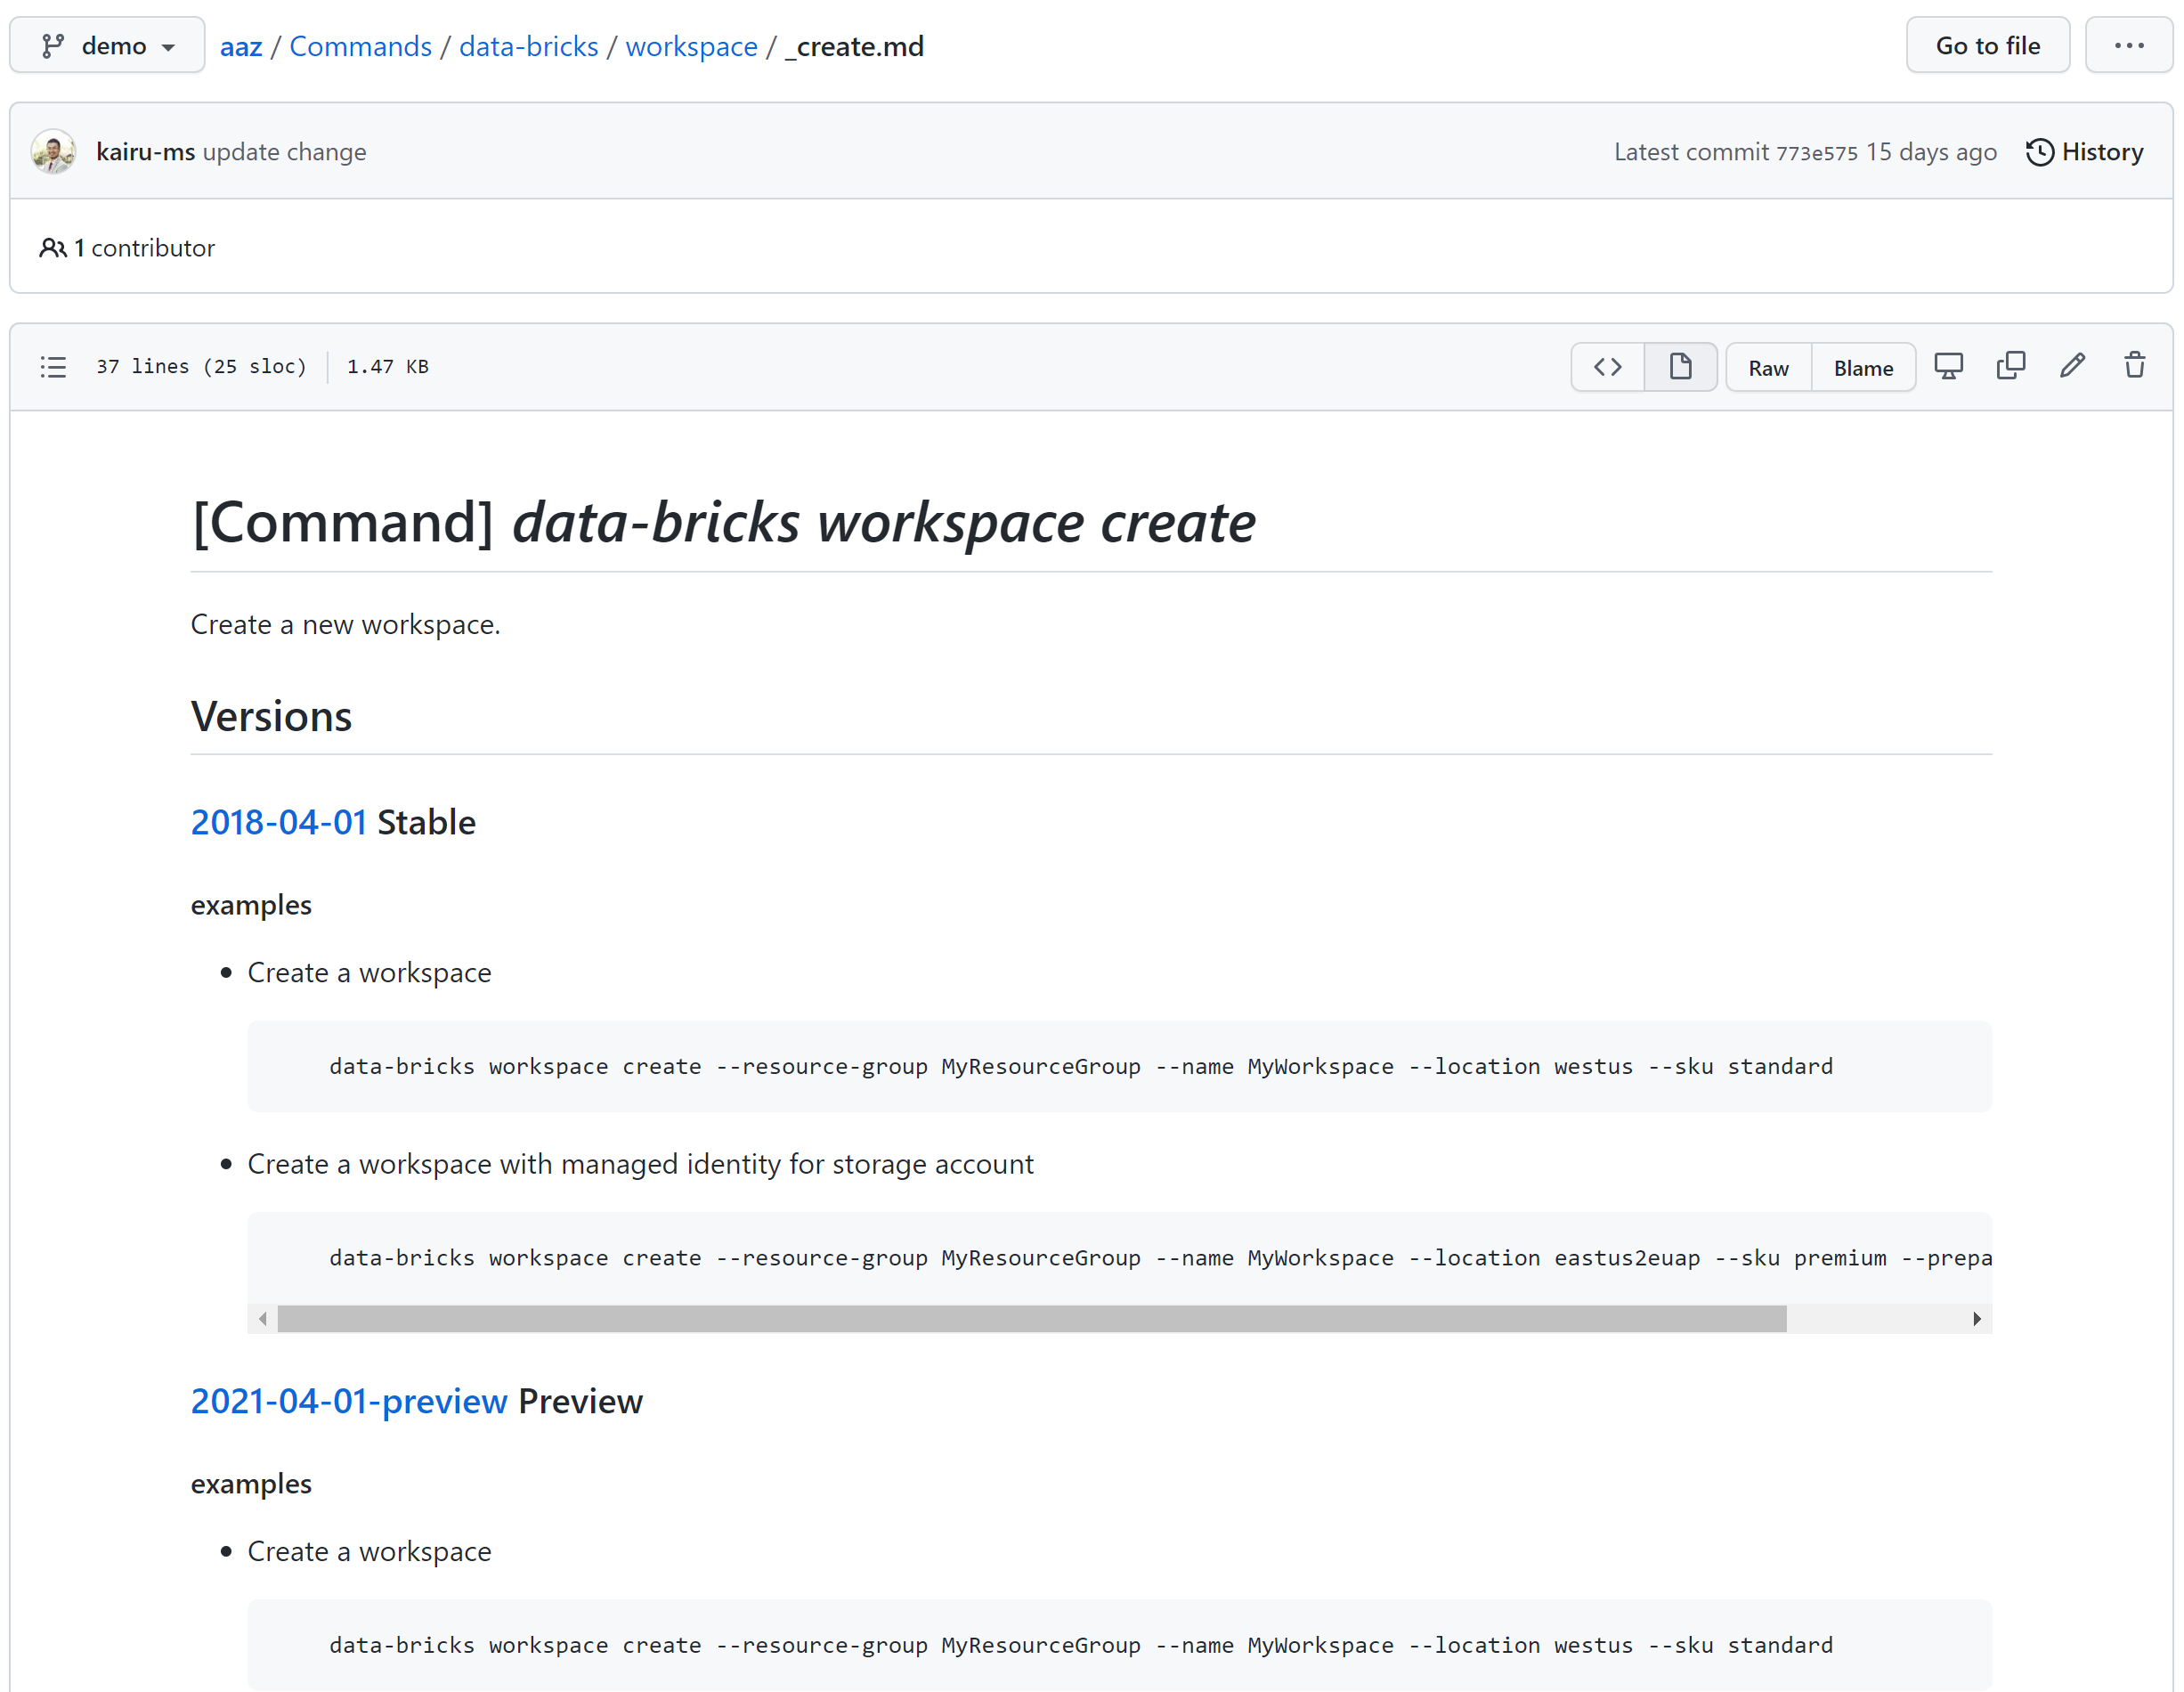 demo aaz / Commands / data-bricks / workspace / _create.md Go to file ...
kairu-ms update change Latest commit 773e575 15 days ago History
1 contributor
37 lines (25 sloc) 1.47 KB <> Raw Blame
[Command] data-bricks workspace create
Create a new workspace.
Versions
2018-04-01 Stable
examples
• Create a workspace
data-bricks workspace create --resource-group MyResourceGroup --name MyWorkspace --location westus --sku standard
• Create a workspace with managed identity for storage account
data-bricks workspace create --resource-group MyResourceGroup --name MyWorkspace --location eastus2euap --sku premium --prepa
2021-04-01-preview Preview
examples
• Create a workspace
data-bricks workspace create --resource-group MyResourceGroup --name MyWorkspace --location westus --sku standard